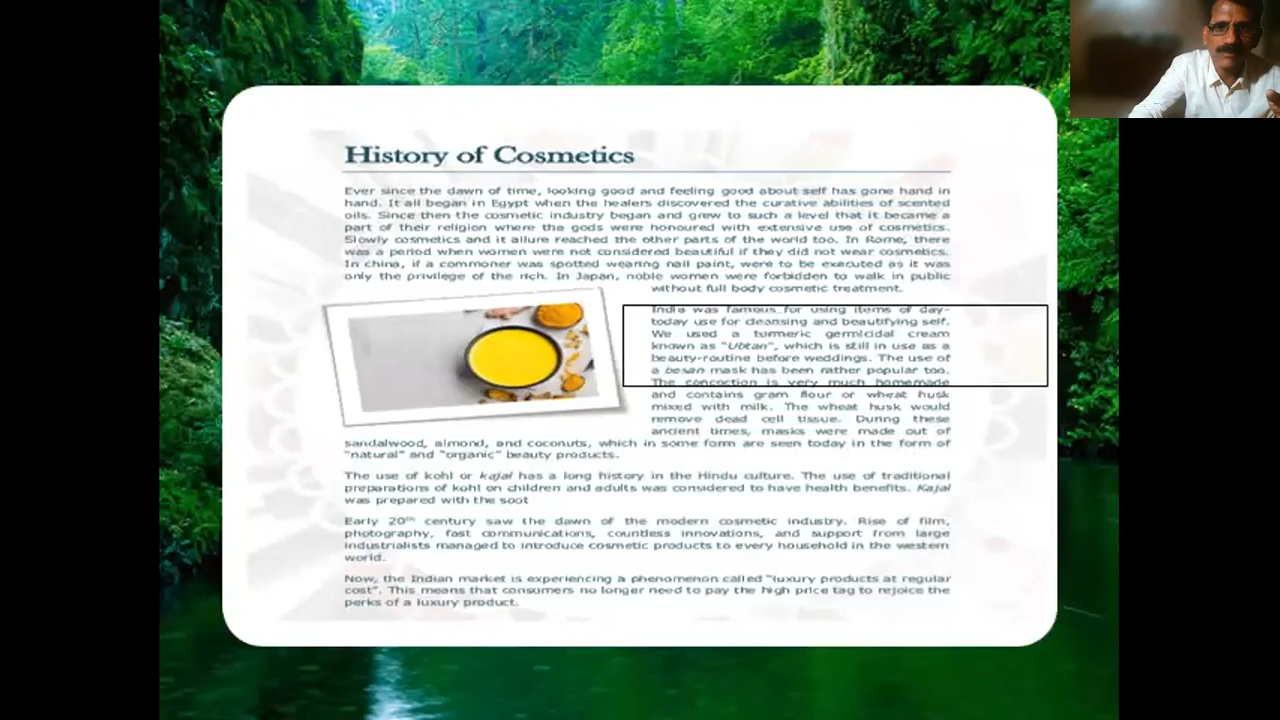 History of Cosmetics
Ever since the dawn of time, looking good and feeling good about self has gone hand in
hand. It all began in Egypt when the healers discovered the curative abilities of scented
oils. Since then the cosmetic industry began and grew to such a level that it became a
part of their religion where the gods were honoured with extensive use of cosmetics.
Slowly cosmetics and it allure reached the other parts of the world too. In Rome, there
was a period when women were not considered beautiful if they did not wear cosmetics.
In china, if a commoner was spotted wearing nail paint, were to be executed as it was
only the privilege of the rich. In Japan, noble women were forbidden to walk in public
without full body cosmetic treatment.
India was famous for using items of day-
today use for cleansing and beautifying self.
We used a turmeric germicidal cream
known as "Ubtan", which is still in use as a
beauty-routine before weddings. The use of
a besan mask has been rather popular too.
The concoction is very much homemade
and contains gram flour or wheat husk
mixed with milk. The wheat husk would
remove dead cell tissue. During these
ancient times, masks were made out of
sandalwood, almond, and coconuts, which in some form are seen today in the form of
"natural" and "organic" beauty products.
The use of kohl or kajal has a long history in the Hindu culture. The use of traditional
preparations of kohl on children and adults was considered to have health benefits. Kajal
was prepared with the soot
Early 20th century saw the dawn of the modern cosmetic industry. Rise of film,
photography, fast communications, countless innovations, and support from large
industrialists managed to introduce cosmetic products to every household in the western
world.
Now, the Indian market is experiencing a phenomenon called "luxury products at regular
cost". This means that consumers no longer need to pay the high price tag to rejoice the
perks of a luxury product.